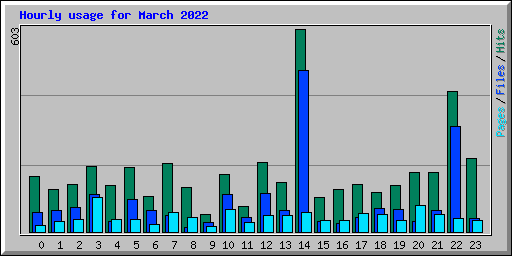 Hourly usage for March 2022
603
Pages/Files/Hits
0 1 2 3 4 5 6 7 8 9 10 11 12 13 14 15 16 17 18 19 20 21 22 23